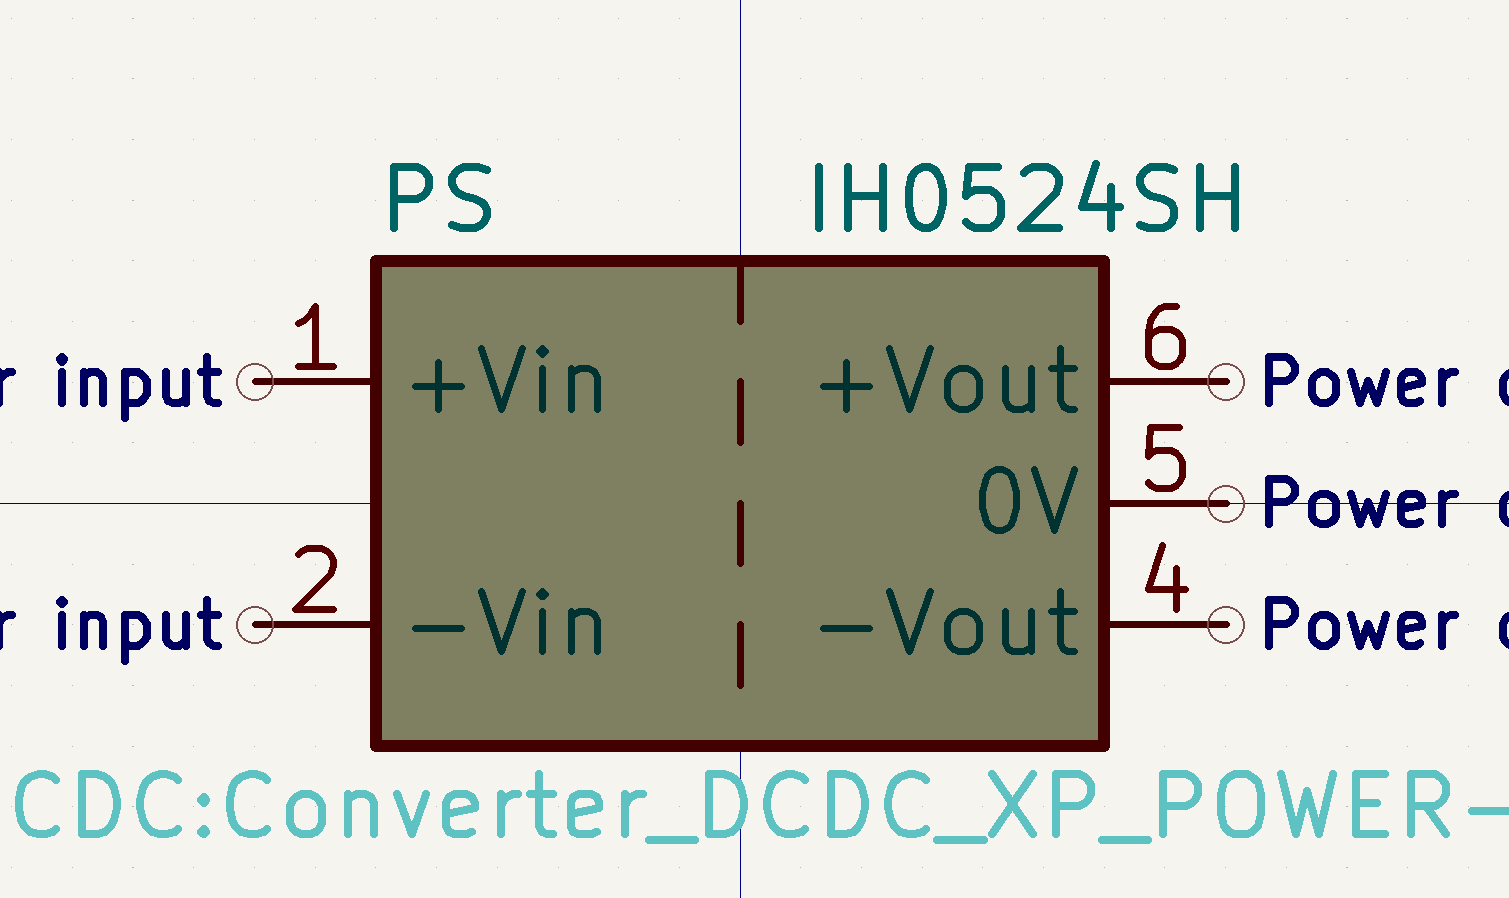 PS IH0524SH
1 6
input +Vin +Vout Power
5
0V Power
2 4
input -Vin -Vout Power
CDC:Converter_DCDC_XP_POWER-